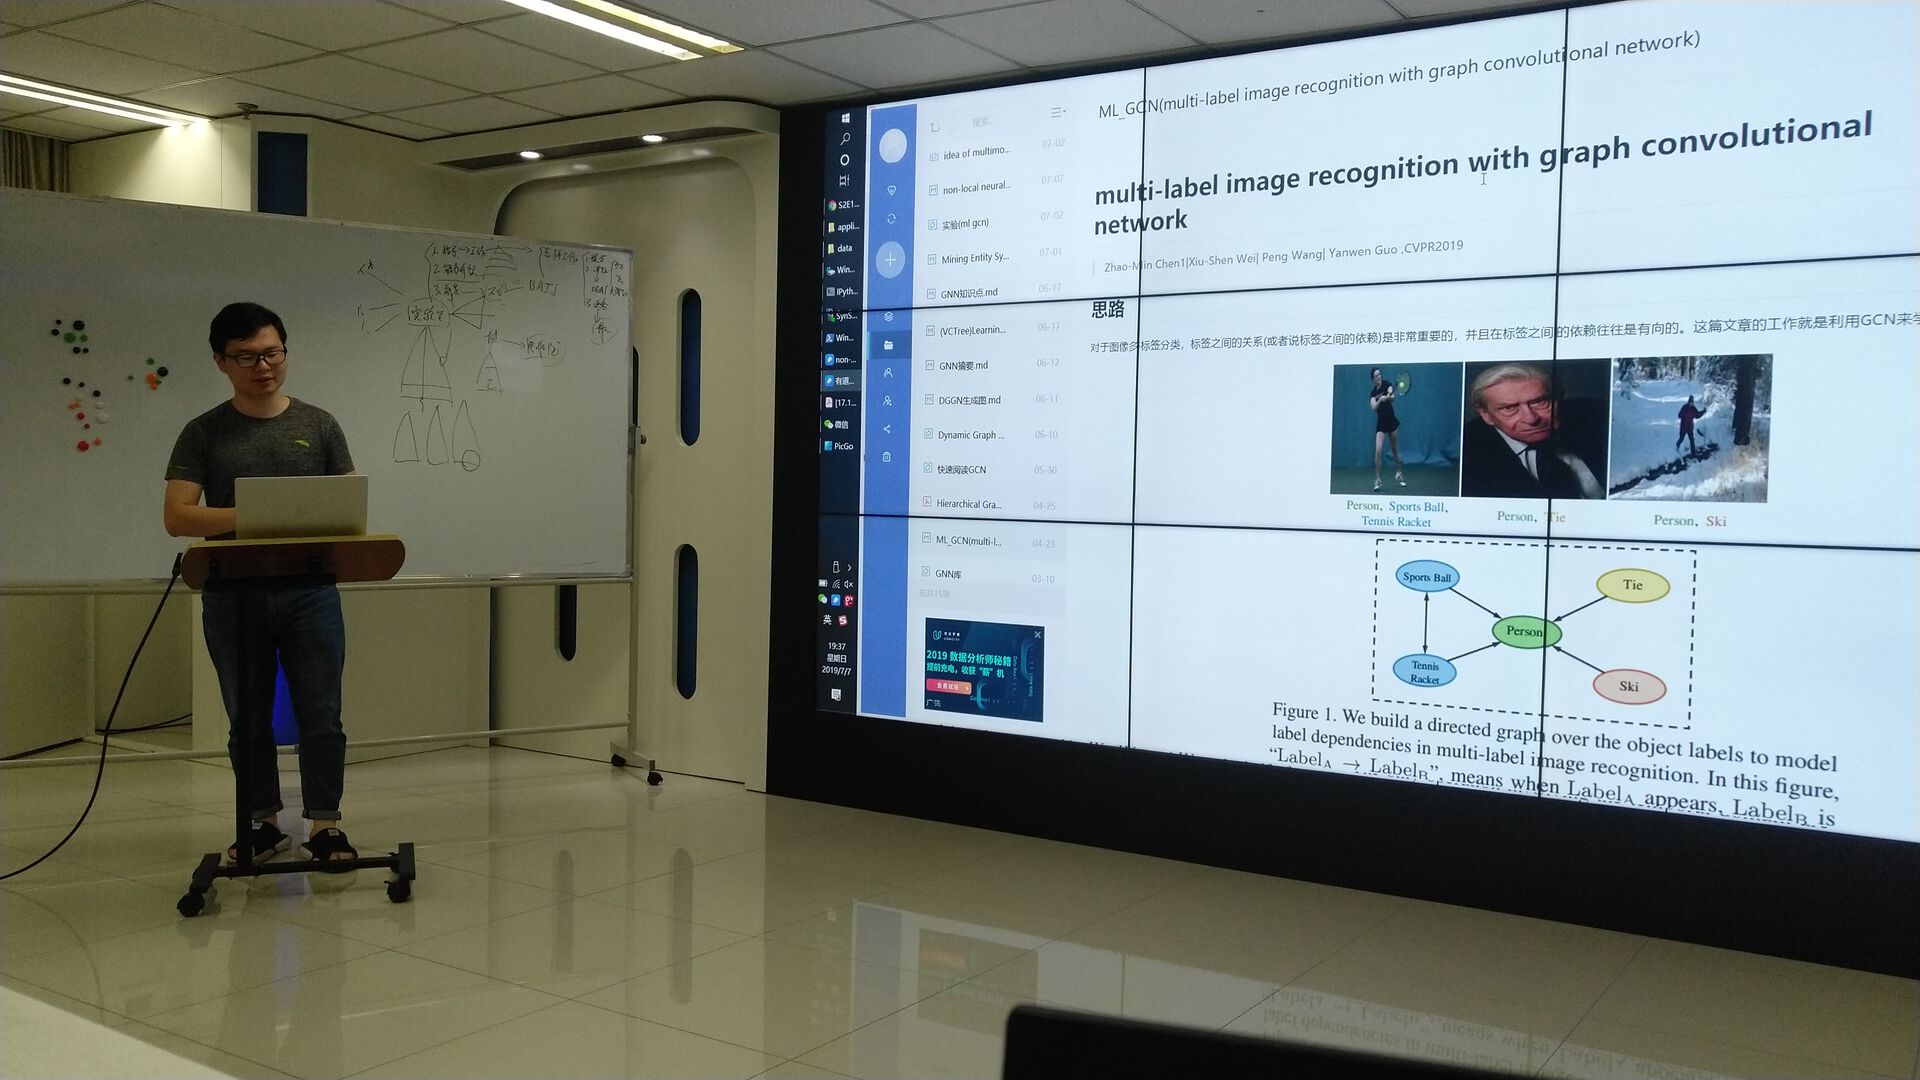 ML_GCN(multi-label image recognition with graph convolutional network)
multi-label image recognition with graph convolutional
network
Zhao-Min Chen1|Xiu-Shen Wei| Peng Wang| Yanwen Guo ,CVPR2019
思路
对于图像多标签分类，标签之间的关系(或者说标签之间的依赖)是非常重要的，并且在标签之间的依赖往往是有向的。这篇文章的工作就是利用GCN来学
Person, Sports Ball,
Tennis Racket
Person, Tie
Person, Ski
Sports Ball
Tie
Person
Tennis
Racket
Ski
Figure 1. We build a directed graph over the object labels to model
label dependencies in multi-label image recognition. In this figure,
“LabelA → LabelB”, means when LabelA appears, LabelB is
搜索...
idea of multimo... 07-02
non-local neural... 07-07
实验(ml gcn) 07-02
Mining Entity Sy... 07-01
GNN知识点.md 06-17
(VCTree)Learnin... 06-17
GNN摘要.md 06-12
DGGN生成图.md 06-11
Dynamic Graph ... 06-10
快速阅读GCN 05-30
Hierarchical Gra... 04-25
ML_GCN(multi-l... 04-23
GNN库 03-10
总共15项
2019 数据分析师秘籍
提前充电，收获“薪”机
免费试听
广告
S2E1...
appli...
data
Win...
IPyth...
SynS...
Win...
non-...
有道...
[17.1...
微信
PicGo
英
19:37
星期日
2019/7/7
实验室
BATJ